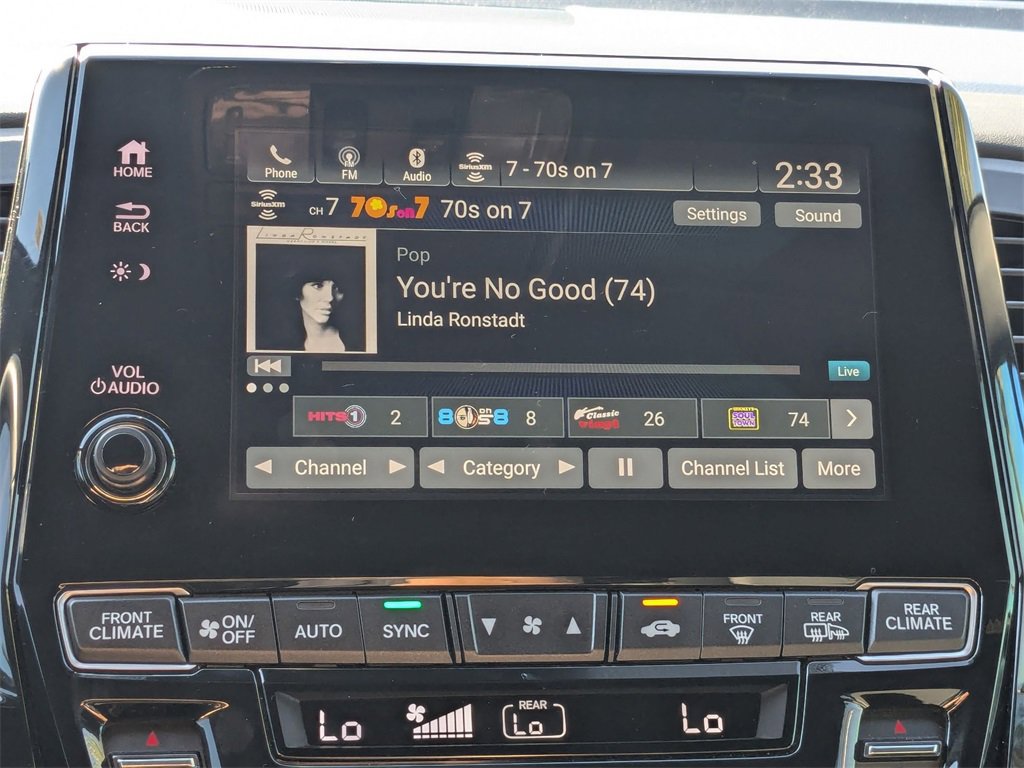 HOME
BACK
VOL
AUDIO
Phone
FM
SiriusXM
Audio
SiriusXM
7 - 70s on 7
2:33
CH 7
70s on 7
70s on 7
Settings
Sound
LINDA RONSTADT
Pop
You're No Good (74)
Linda Ronstadt
Live
HITS 1
2
80s on 8
8
Classic Vinyl
26
SOUL TOWN
74
Channel
Category
Channel List
More
FRONT CLIMATE
ON/OFF
AUTO
SYNC
FRONT
REAR
REAR CLIMATE
Lo
REAR
Lo
Lo